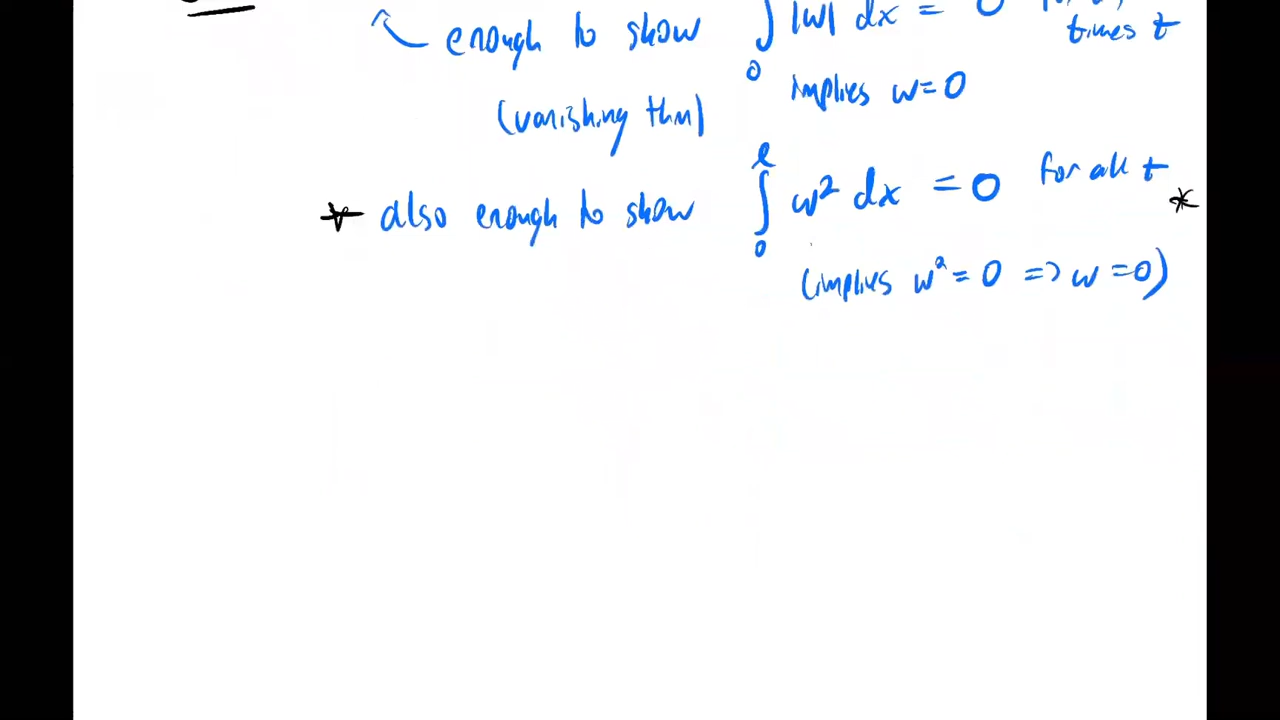 enough to show ∫₀ |w| dx = 0
times t
(vanishing thm) implies w=0
* also enough to show ∫₀^ℓ w² dx = 0 for all t *
(implies w² = 0 => w =0)